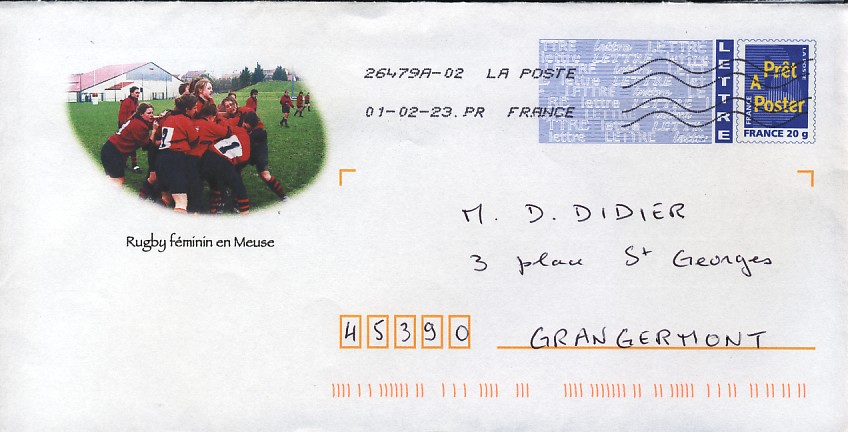 26479A-02 LA POSTE
01-02-23.PR FRANCE
LETTRE
LA POSTE
Prêt
A
Poster
FRANCE
FRANCE 20 g
Rugby féminin en Meuse
M. D. DIDIER
3 place St Georges
45390 GRANGERMONT